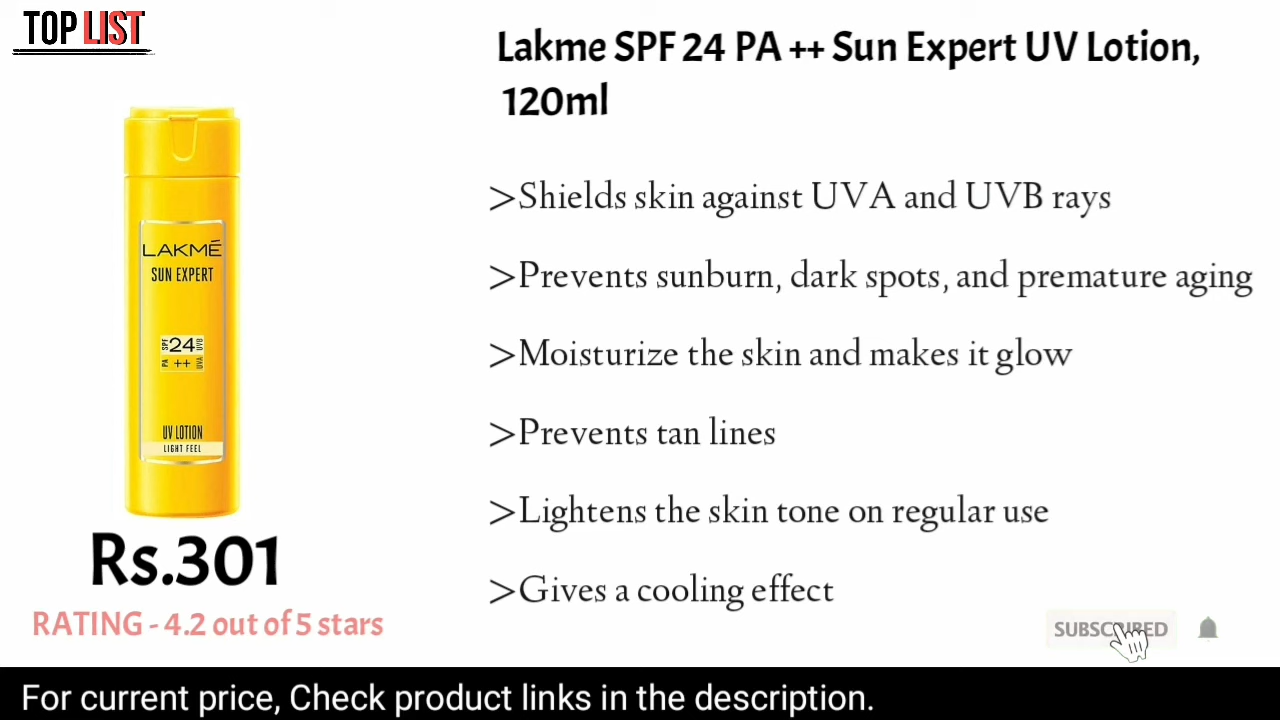 TOP LIST
Lakme SPF 24 PA ++ Sun Expert UV Lotion,
120ml
LAKMÉ
SUN EXPERT
SPF 24 UVB
PA ++ UVA
UV LOTION
LIGHT FEEL
>Shields skin against UVA and UVB rays
>Prevents sunburn, dark spots, and premature aging
>Moisturize the skin and makes it glow
>Prevents tan lines
>Lightens the skin tone on regular use
>Gives a cooling effect
Rs.301
RATING - 4.2 out of 5 stars
SUBSCRIBED
For current price, Check product links in the description.